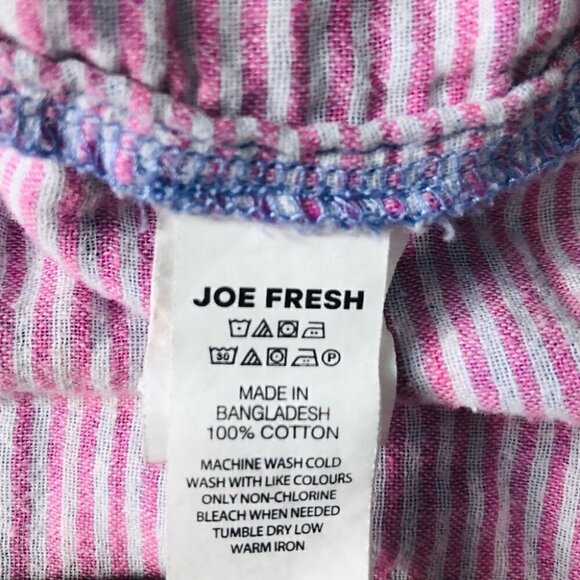 JOE FRESH
30 P
MADE IN
BANGLADESH
100% COTTON
MACHINE WASH COLD
WASH WITH LIKE COLOURS
ONLY NON-CHLORINE
BLEACH WHEN NEEDED
TUMBLE DRY LOW
WARM IRON